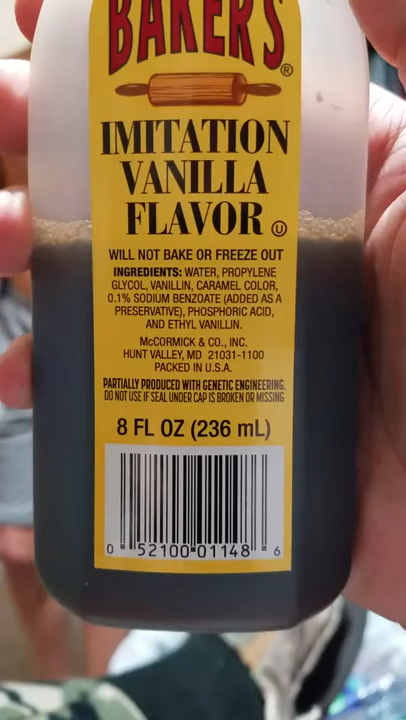 BAKER'S®
IMITATION
VANILLA
FLAVOR Ⓤ
WILL NOT BAKE OR FREEZE OUT
INGREDIENTS: WATER, PROPYLENE
GLYCOL, VANILLIN, CARAMEL COLOR,
0.1% SODIUM BENZOATE (ADDED AS A
PRESERVATIVE), PHOSPHORIC ACID,
AND ETHYL VANILLIN.
McCORMICK & CO., INC.
HUNT VALLEY, MD 21031-1100
PACKED IN U.S.A.
PARTIALLY PRODUCED WITH GENETIC ENGINEERING.
DO NOT USE IF SEAL UNDER CAP IS BROKEN OR MISSING
8 FL OZ (236 mL)
0 52100 01148 6